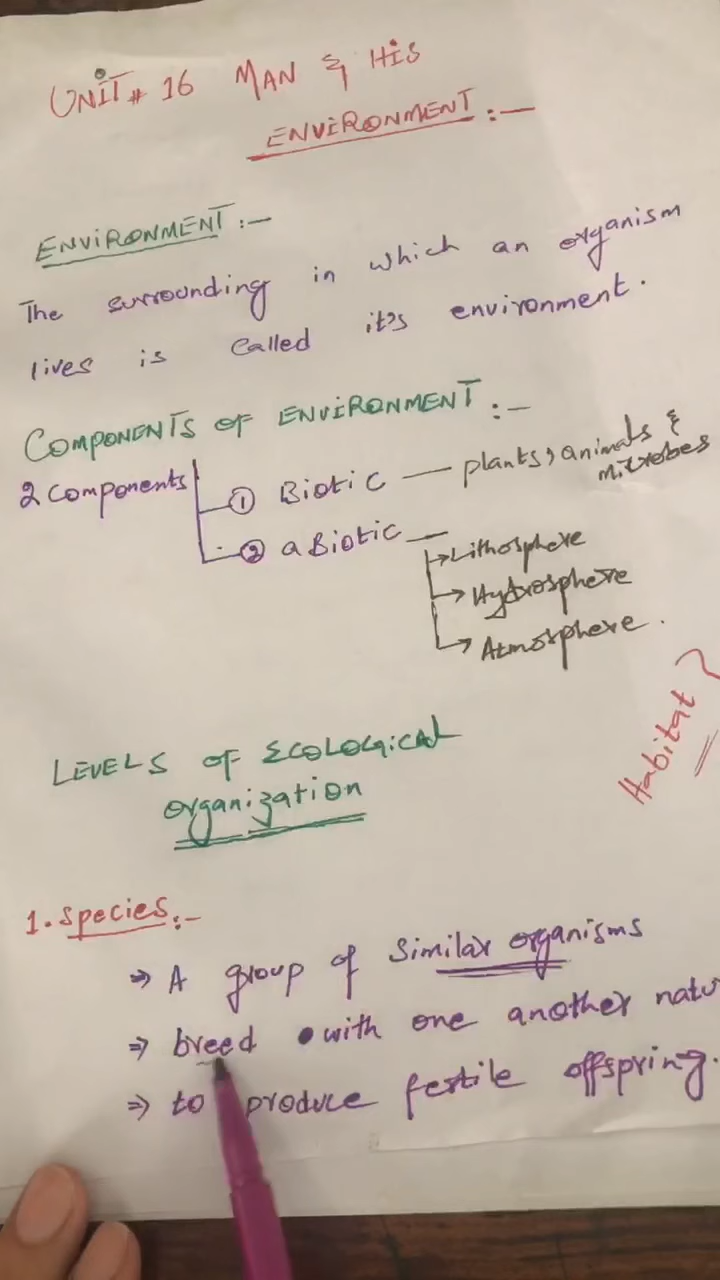 UNIT# 16 MAN & HIS
ENVIRONMENT:—
ENVIRONMENT:—
The surrounding in which an organism
lives is called it's environment.
COMPONENTS OF ENVIRONMENT:—
2 Components
① Biotic — plants, animals &
microbes
② aBiotic —
→ Lithosphere
→ Hydrosphere
→ Atmosphere.
Habitat?
LEVELS OF ECOLOGICAL
organization
1. species:—
⇒ A group of similar organisms
⇒ breed with one another natu
⇒ to produce fertile offspring.